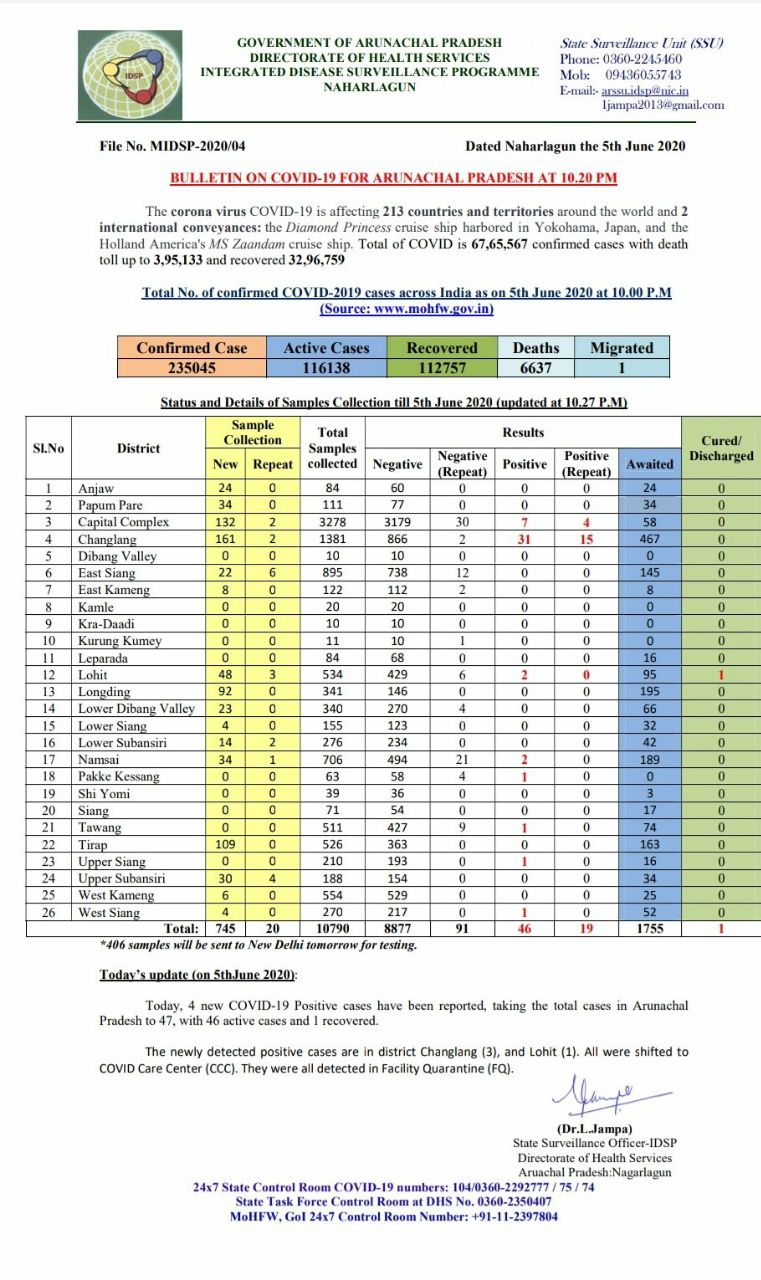 IDSP
GOVERNMENT OF ARUNACHAL PRADESH
DIRECTORATE OF HEALTH SERVICES
INTEGRATED DISEASE SURVEILLANCE PROGRAMME
NAHARLAGUN
State Surveillance Unit (SSU)
Phone: 0360-2245460
Mob: 09436055743
E-mail:- arssu.idsp@nic.in
ljampa2013@gmail.com
File No. MIDSP-2020/04 Dated Naharlagun the 5th June 2020
BULLETIN ON COVID-19 FOR ARUNACHAL PRADESH AT 10.20 PM
The corona virus COVID-19 is affecting 213 countries and territories around the world and 2
international conveyances: the Diamond Princess cruise ship harbored in Yokohama, Japan, and the
Holland America's MS Zaandam cruise ship. Total of COVID is 67,65,567 confirmed cases with death
toll up to 3,95,133 and recovered 32,96,759
Total No. of confirmed COVID-2019 cases across India as on 5th June 2020 at 10.00 P.M
(Source: www.mohfw.gov.in)
Confirmed Case Active Cases Recovered Deaths Migrated
235045 116138 112757 6637 1
Status and Details of Samples Collection till 5th June 2020 (updated at 10.27 P.M)
Sl.No District Sample Collection Total Samples collected Results Cured/ Discharged
New Repeat Negative Negative (Repeat) Positive Positive (Repeat) Awaited
1 Anjaw 24 0 84 60 0 0 0 24 0
2 Papum Pare 34 0 111 77 0 0 0 34 0
3 Capital Complex 132 2 3278 3179 30 7 4 58 0
4 Changlang 161 2 1381 866 2 31 15 467 0
5 Dibang Valley 0 0 10 10 0 0 0 0 0
6 East Siang 22 6 895 738 12 0 0 145 0
7 East Kameng 8 0 122 112 2 0 0 8 0
8 Kamle 0 0 20 20 0 0 0 0 0
9 Kra-Daadi 0 0 10 10 0 0 0 0 0
10 Kurung Kumey 0 0 11 10 1 0 0 0 0
11 Leparada 0 0 84 68 0 0 0 16 0
12 Lohit 48 3 534 429 6 2 0 95 1
13 Longding 92 0 341 146 0 0 0 195 0
14 Lower Dibang Valley 23 0 340 270 4 0 0 66 0
15 Lower Siang 4 0 155 123 0 0 0 32 0
16 Lower Subansiri 14 2 276 234 0 0 0 42 0
17 Namsai 34 1 706 494 21 2 0 189 0
18 Pakke Kessang 0 0 63 58 4 1 0 0 0
19 Shi Yomi 0 0 39 36 0 0 0 3 0
20 Siang 0 0 71 54 0 0 0 17 0
21 Tawang 0 0 511 427 9 1 0 74 0
22 Tirap 109 0 526 363 0 0 0 163 0
23 Upper Siang 0 0 210 193 0 1 0 16 0
24 Upper Subansiri 30 4 188 154 0 0 0 34 0
25 West Kameng 6 0 554 529 0 0 0 25 0
26 West Siang 4 0 270 217 0 1 0 52 0
Total: 745 20 10790 8877 91 46 19 1755 1
*406 samples will be sent to New Delhi tomorrow for testing.
Today's update (on 5thJune 2020):
Today, 4 new COVID-19 Positive cases have been reported, taking the total cases in Arunachal
Pradesh to 47, with 46 active cases and 1 recovered.
The newly detected positive cases are in district Changlang (3), and Lohit (1). All were shifted to
COVID Care Center (CCC). They were all detected in Facility Quarantine (FQ).
(Dr.L.Jampa)
State Surveillance Officer-IDSP
Directorate of Health Services
Aruachal Pradesh:Nagarlagun
24x7 State Control Room COVID-19 numbers: 104/0360-2292777 / 75 / 74
State Task Force Control Room at DHS No. 0360-2350407
MoHFW, GoI 24x7 Control Room Number: +91-11-2397804